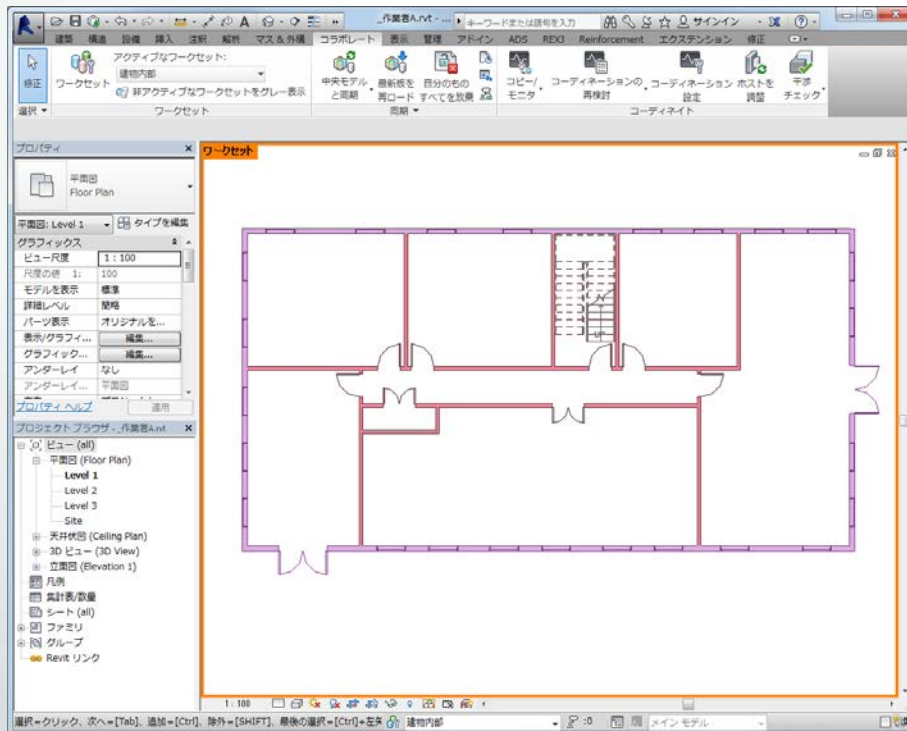 _作業者A.rvt - ...
キーワードまたは語句を入力
サインイン
建築 構造 設備 挿入 注釈 解析 マス & 外構 コラボレート 表示 管理 アドイン ADS REXJ Reinforcement エクステンション 修正
修正
ワークセット
アクティブなワークセット:
建物内部
非アクティブなワークセットをグレー表示
中央モデルと同期
最新版を再ロード
自分のものすべてを放棄
コピー/モニタ
コーディネーションの再検討
コーディネーション設定
ホストを調整
干渉チェック
選択
ワークセット
同期
コーディネイト
プロパティ
平面図
Floor Plan
平面図: Level 1
タイプを編集
グラフィックス
ビュー尺度 1 : 100
尺度の値 1: 100
モデルを表示 標準
詳細レベル 簡略
パーツ表示 オリジナルを...
表示/グラフィ... 編集...
グラフィック... 編集...
アンダーレイ なし
アンダーレイ... 平面図
プロパティ ヘルプ
適用
プロジェクト ブラウザ - _作業者A.rvt
ビュー (all)
平面図 (Floor Plan)
Level 1
Level 2
Level 3
Site
天井伏図 (Ceiling Plan)
3D ビュー (3D View)
立面図 (Elevation 1)
凡例
集計表/数量
シート (all)
ファミリ
グループ
Revit リンク
ワークセット
UP
1 : 100
選択=クリック、次へ=[Tab]、追加=[Ctrl]、除外=[SHIFT]、最後の選択=[Ctrl]+左矢
建物内部
:0
メイン モデル